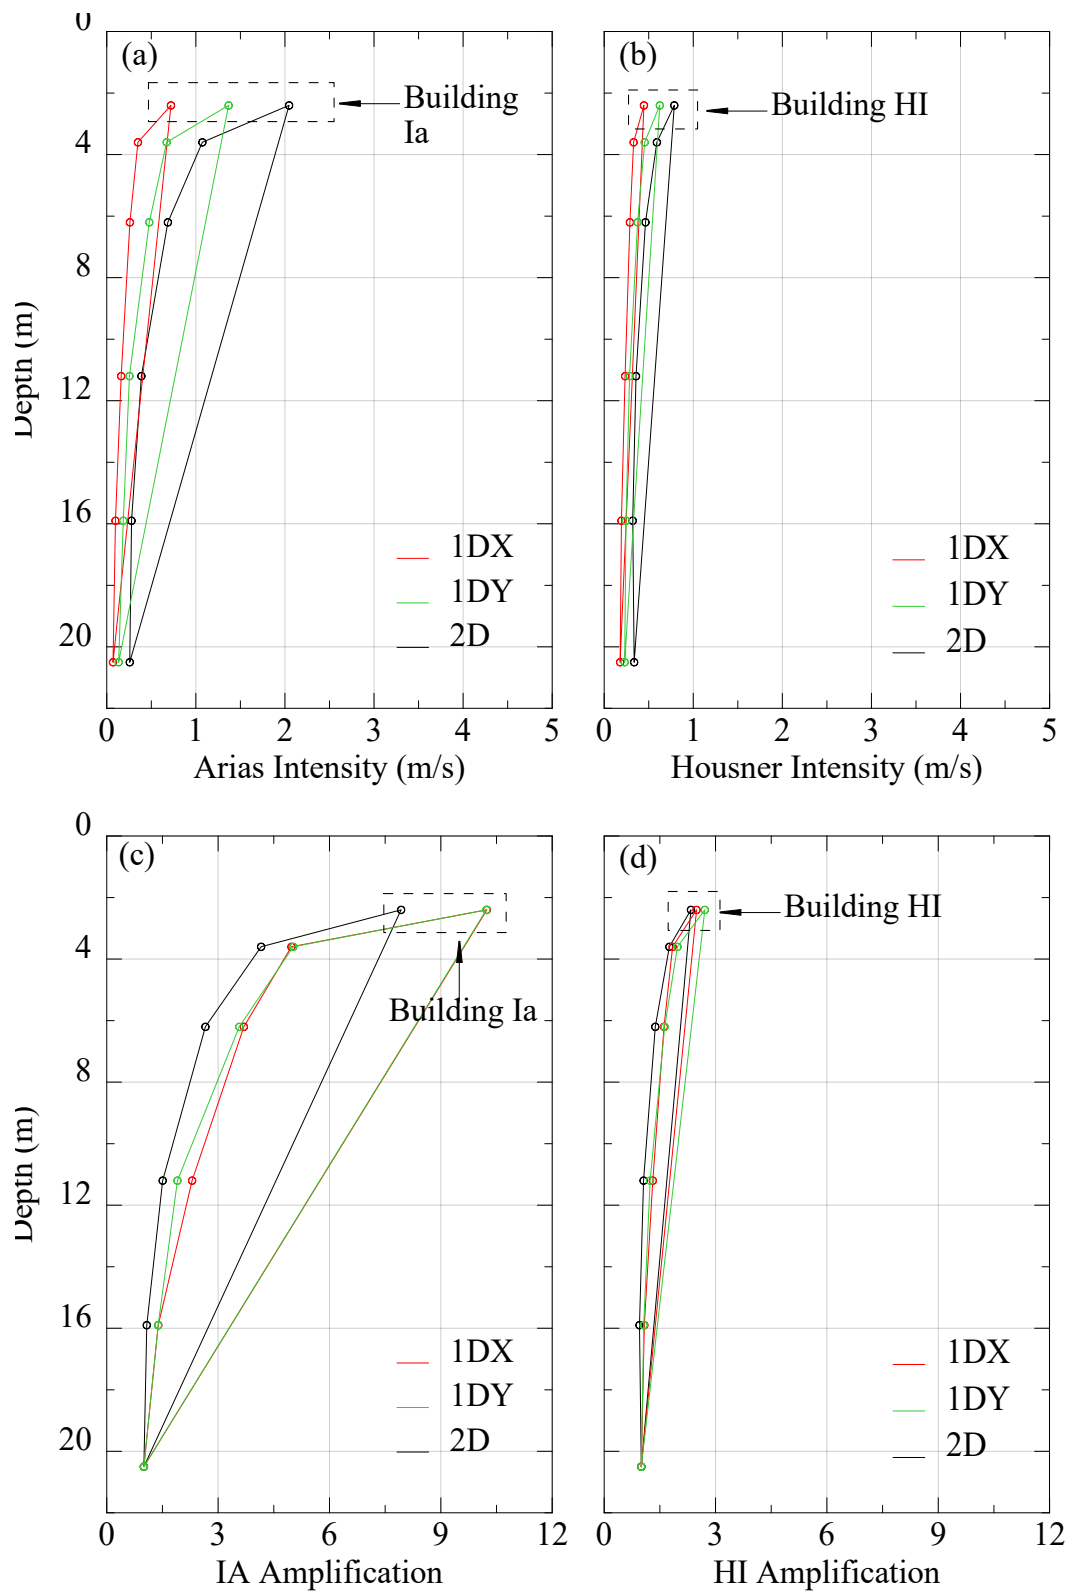 0
(a)
Building
Ia
4
8
Depth (m)
12
16
1DX
1DY
2D
20
0 1 2 3 4 5
Arias Intensity (m/s)
(b)
Building HI
1DX
1DY
2D
0 1 2 3 4 5
Housner Intensity (m/s)
0
(c)
4
Building Ia
8
Depth (m)
12
16
1DX
1DY
2D
20
0 3 6 9 12
IA Amplification
(d)
Building HI
1DX
1DY
2D
0 3 6 9 12
HI Amplification